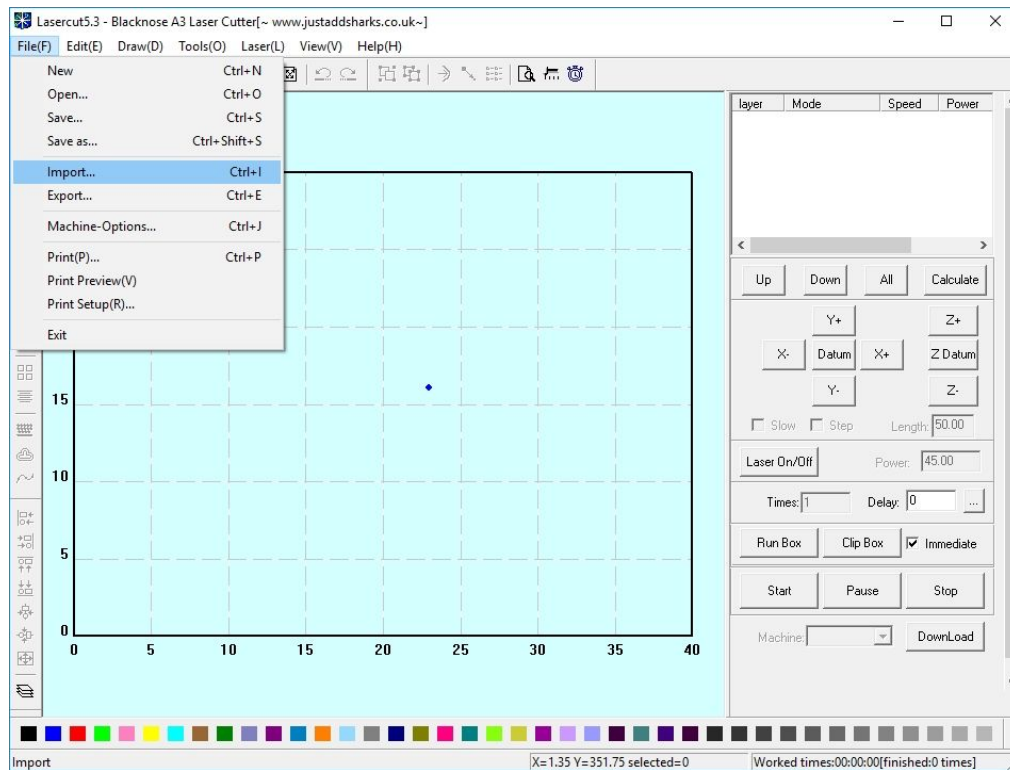 Lasercut5.3 - Blacknose A3 Laser Cutter[~ www.justaddsharks.co.uk~]
File(F) Edit(E) Draw(D) Tools(O) Laser(L) View(V) Help(H)
New Ctrl+N
Open... Ctrl+O
Save... Ctrl+S
Save as... Ctrl+Shift+S
Import... Ctrl+I
Export... Ctrl+E
Machine-Options... Ctrl+J
Print(P)... Ctrl+P
Print Preview(V)
Print Setup(R)...
Exit
15
10
5
0
0 5 10 15 20 25 30 35 40
layer Mode Speed Power
Up Down All Calculate
Y+ Z+
X- Datum X+ Z Datum
Y- Z-
Slow Step Length: 50.00
Laser On/Off Power: 45.00
Times: 1 Delay: 0 ...
Run Box Clip Box Immediate
Start Pause Stop
Machine: DownLoad
Import X=1.35 Y=351.75 selected=0 Worked times:00:00:00[finished:0 times]